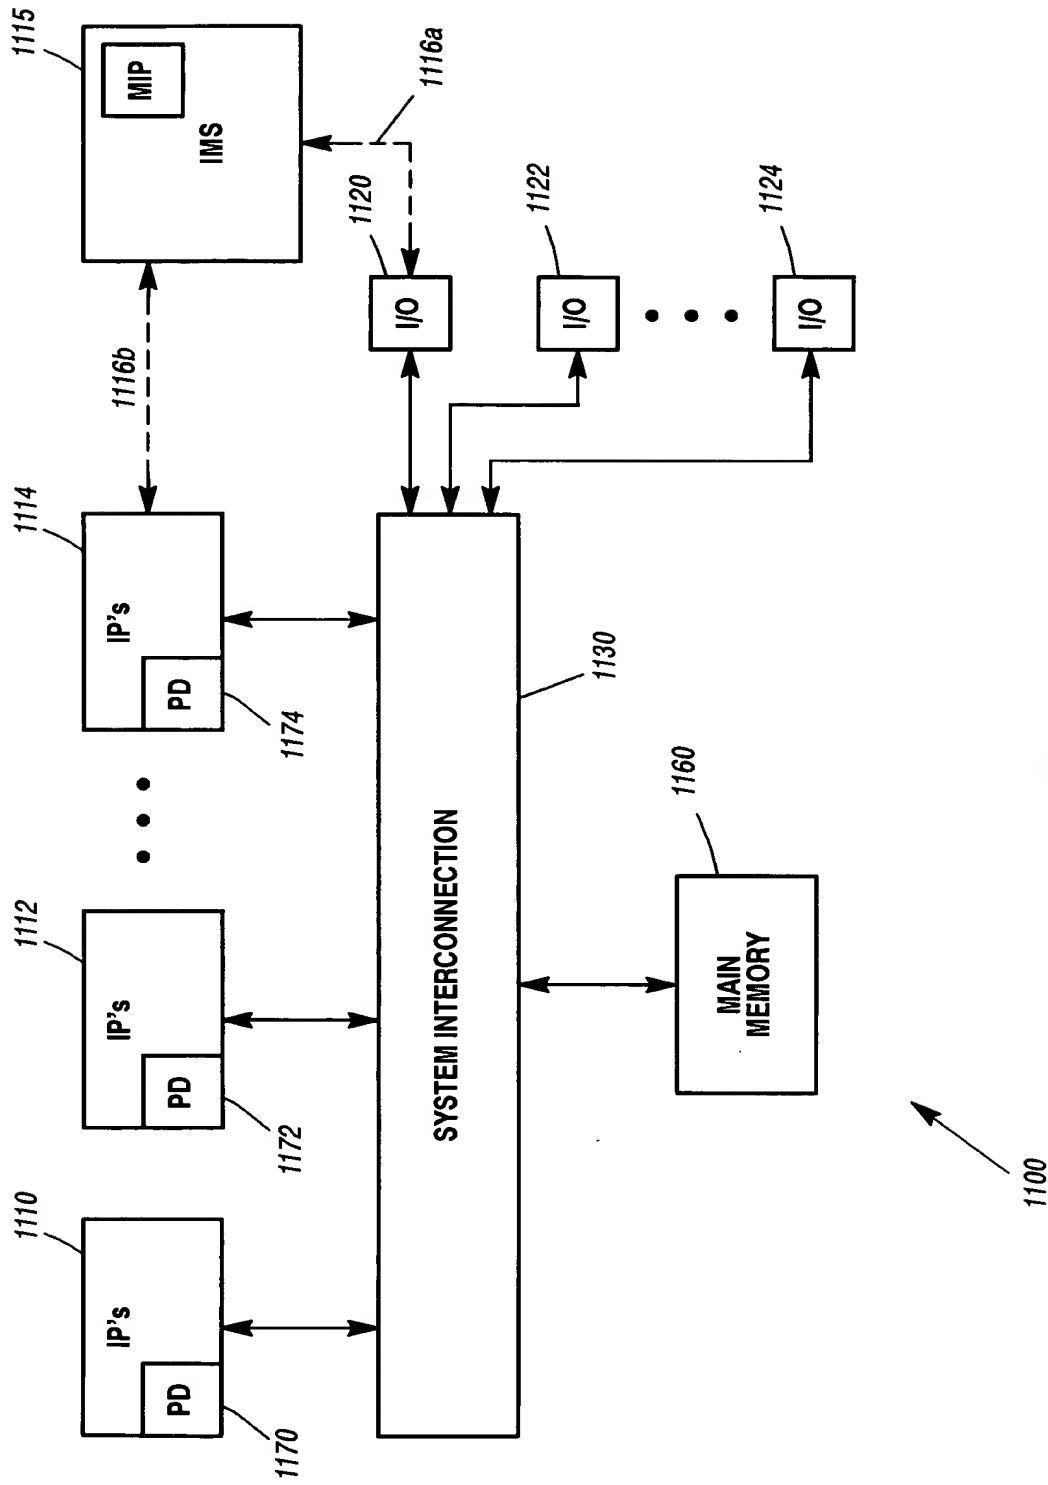 1110
1112
1114
1115
IP's
PD
IP's
PD
IP's
PD
1116b
MIP
IMS
1170
1172
1174
1116a
1120
I/O
1122
I/O
1124
I/O
SYSTEM INTERCONNECTION
1130
MAIN
MEMORY
1160
1100